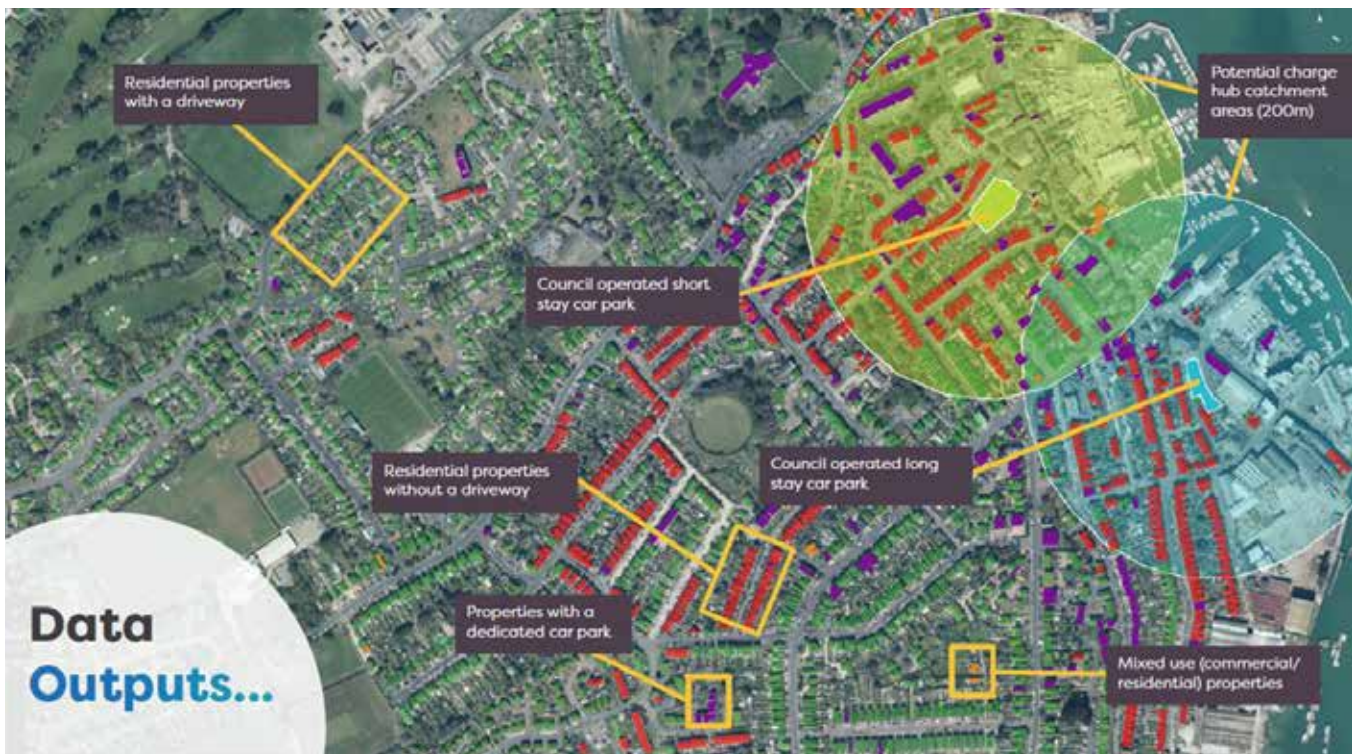 Residential properties
with a driveway
Potential charge
hub catchment
areas (200m)
Council operated short
stay car park
Residential properties
without a driveway
Council operated long
stay car park
Properties with a
dedicated car park
Mixed use (commercial/
residential) properties
Data
Outputs...